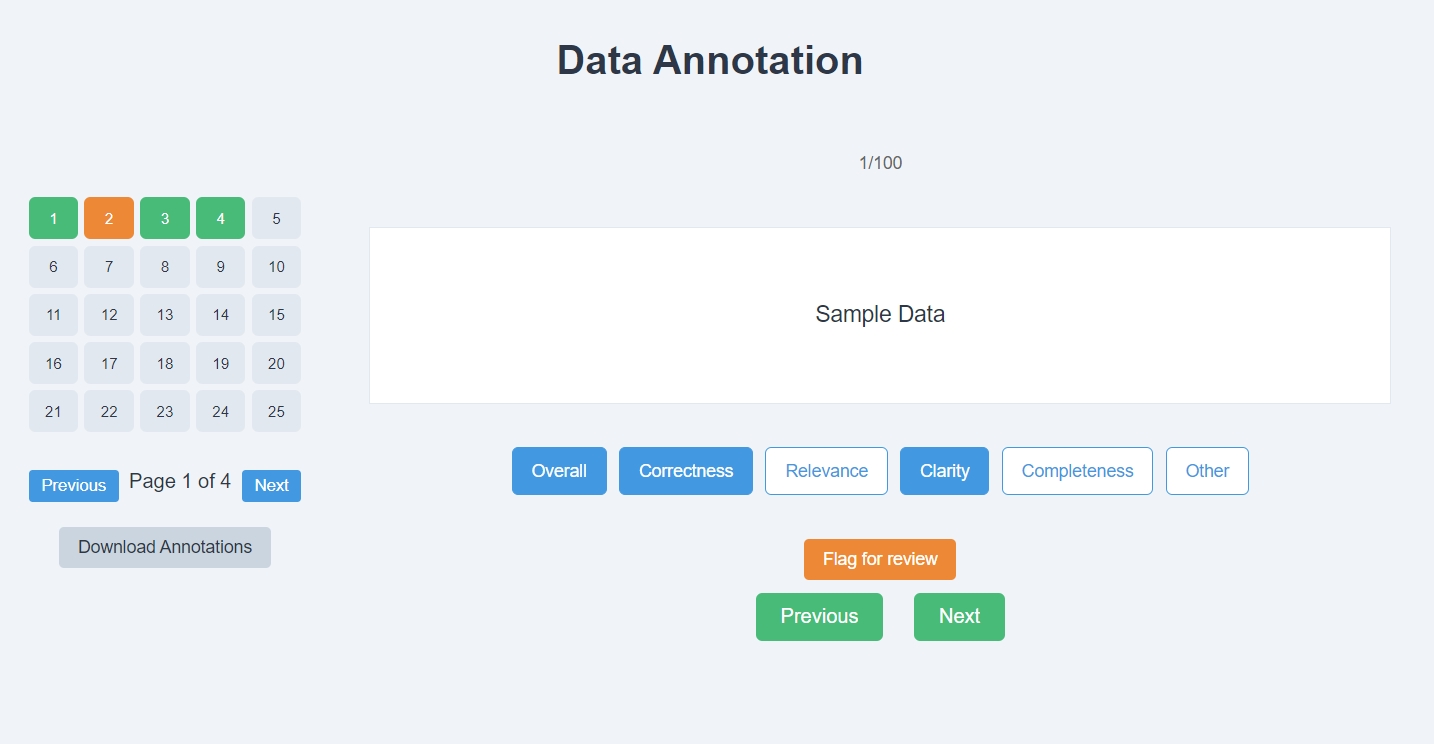 Data Annotation
1/100
1 2 3 4 5
6 7 8 9 10
11 12 13 14 15
16 17 18 19 20
21 22 23 24 25
Previous Page 1 of 4 Next
Download Annotations
Sample Data
Overall Correctness Relevance Clarity Completeness Other
Flag for review
Previous Next